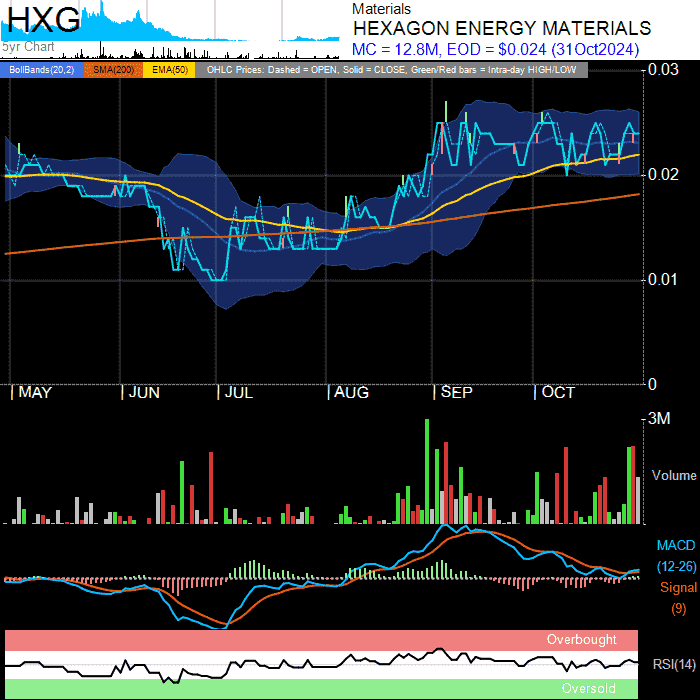 HXG
5yr Chart
Materials
HEXAGON ENERGY MATERIALS
MC = 12.8M, EOD = $0.024 (31Oct2024)
BollBands(20,2) SMA(200) EMA(50) OHLC Prices: Dashed = OPEN, Solid = CLOSE, Green/Red bars = Intra-day HIGH/LOW
0.03
0.02
0.01
0
MAY JUN JUL AUG SEP OCT
3M
Volume
MACD
(12-26)
Signal
(9)
Overbought
RSI(14)
Oversold